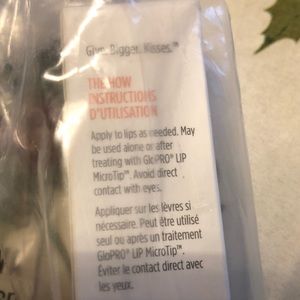 Give. Bigger. Kisses.™
THE HOW
INSTRUCTIONS
D'UTILISATION
Apply to lips as needed. May
be used alone or after
treating with GloPRO® LIP
MicroTip™. Avoid direct
contact with eyes.
Appliquer sur les lèvres si
nécessaire. Peut être utilisé
seul ou après un traitement
GloPRO® LIP MicroTip™.
Éviter le contact direct avec
les yeux.